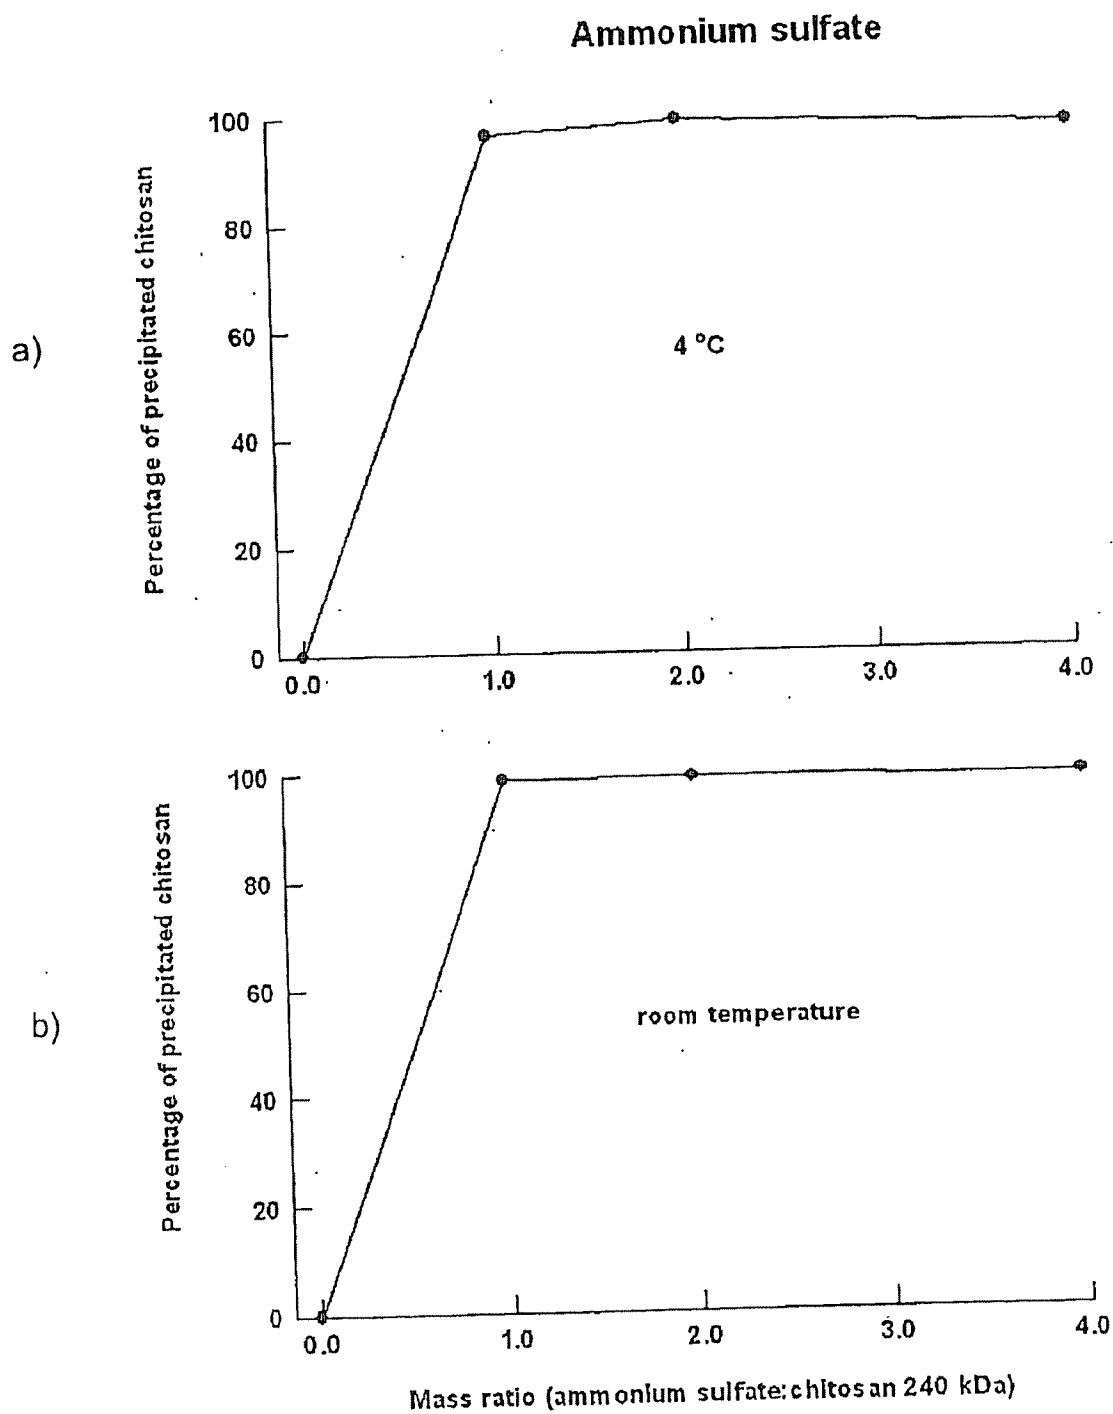 Ammonium sulfate
a)
Percentage of precipitated chitosan
100
80
60
40
20
0
4 °C
0.0
1.0
2.0
3.0
4.0
b)
Percentage of precipitated chitosan
100
80
60
40
20
0
room temperature
0.0
1.0
2.0
3.0
4.0
Mass ratio (ammonium sulfate:chitosan 240 kDa)